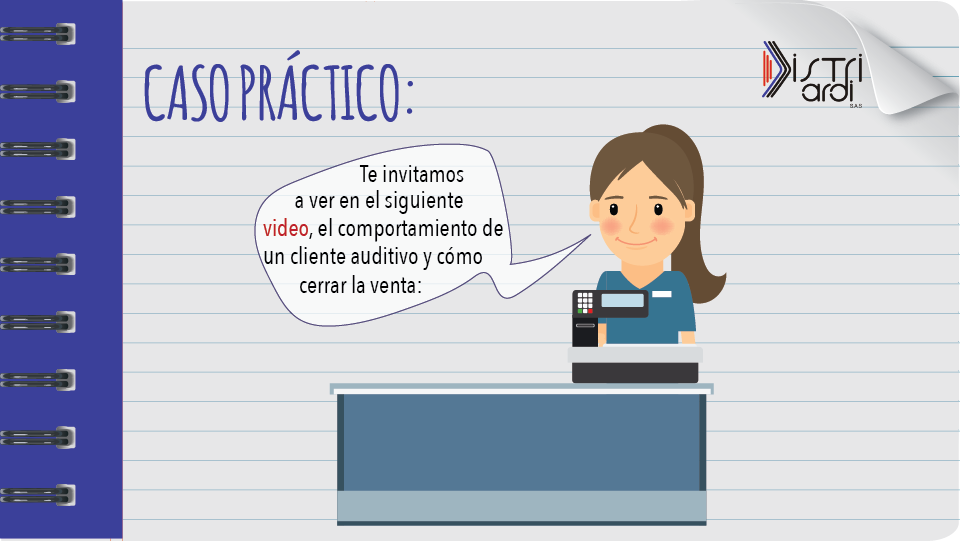 CASO PRÁCTICO:
Distri
ardi
S.A.S
Te invitamos
a ver en el siguiente
video, el comportamiento de
un cliente auditivo y cómo
cerrar la venta: